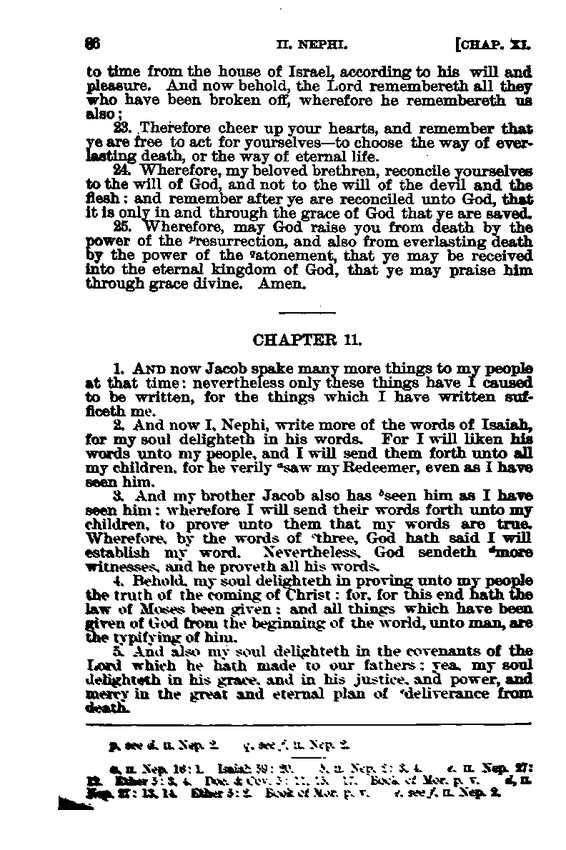 86 II. NEPHI. [CHAP. XI.
to time from the house of Israel, according to his will and
pleasure. And now behold, the Lord remembereth all they
who have been broken off, wherefore he remembereth us
also;
23. Therefore cheer up your hearts, and remember that
ye are free to act for yourselves—to choose the way of ever-
lasting death, or the way of eternal life.
24. Wherefore, my beloved brethren, reconcile yourselves
to the will of God, and not to the will of the devil and the
flesh: and remember after ye are reconciled unto God, that
it is only in and through the grace of God that ye are saved.
25. Wherefore, may God raise you from death by the
power of the ᵖresurrection, and also from everlasting death
by the power of the qatonement, that ye may be received
into the eternal kingdom of God, that ye may praise him
through grace divine. Amen.
CHAPTER 11.
1. AND now Jacob spake many more things to my people
at that time: nevertheless only these things have I caused
to be written, for the things which I have written suf-
ficeth me.
2. And now I, Nephi, write more of the words of Isaiah,
for my soul delighteth in his words. For I will liken his
words unto my people, and I will send them forth unto all
my children, for he verily ᵃsaw my Redeemer, even as I have
seen him.
3. And my brother Jacob also has ᵇseen him as I have
seen him: wherefore I will send their words forth unto my
children, to prove unto them that my words are true.
Wherefore, by the words of ᶜthree, God hath said I will
establish my word. Nevertheless, God sendeth ᵈmore
witnesses, and he proveth all his words.
4. Behold, my soul delighteth in proving unto my people
the truth of the coming of Christ: for, for this end hath the
law of Moses been given: and all things which have been
given of God from the beginning of the world, unto man, are
the typifying of him.
5. And also my soul delighteth in the covenants of the
Lord which he hath made to our fathers: yea, my soul
delighteth in his grace, and in his justice, and power, and
mercy in the great and eternal plan of ᵉdeliverance from
death.
p, see d, II. Nep. 2. q, see f, II. Nep. 2.
a, II. Nep. 16: 1. Isaiah b, II. Nep. 2: 3, 4. c, II. Nep. 27:
12. Ether 5: 3, 4. Doc. & Cov. 5: Book of Mor. p. v. d, II.
Nep. 27: 13, 14. Ether 5: 2. Book of Mor. p. v. e, see f, II. Nep. 2.